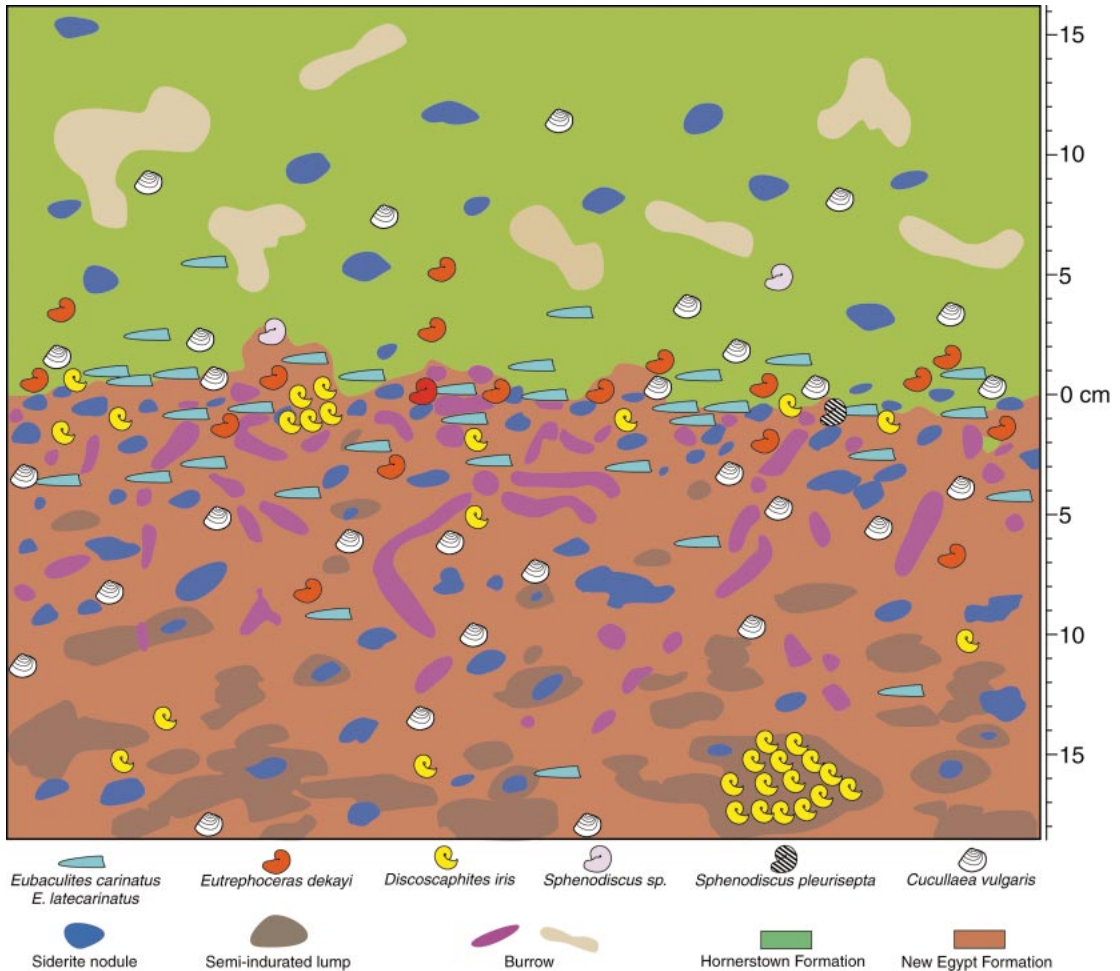 15
10
5
0 cm
5
10
15
Eubaculites carinatus
E. latecarinatus
Eutrephoceras dekayi
Discoscaphites iris
Sphenodiscus sp.
Sphenodiscus pleurisepta
Cucullaea vulgaris
Siderite nodule
Semi-indurated lump
Burrow
Hornerstown Formation
New Egypt Formation